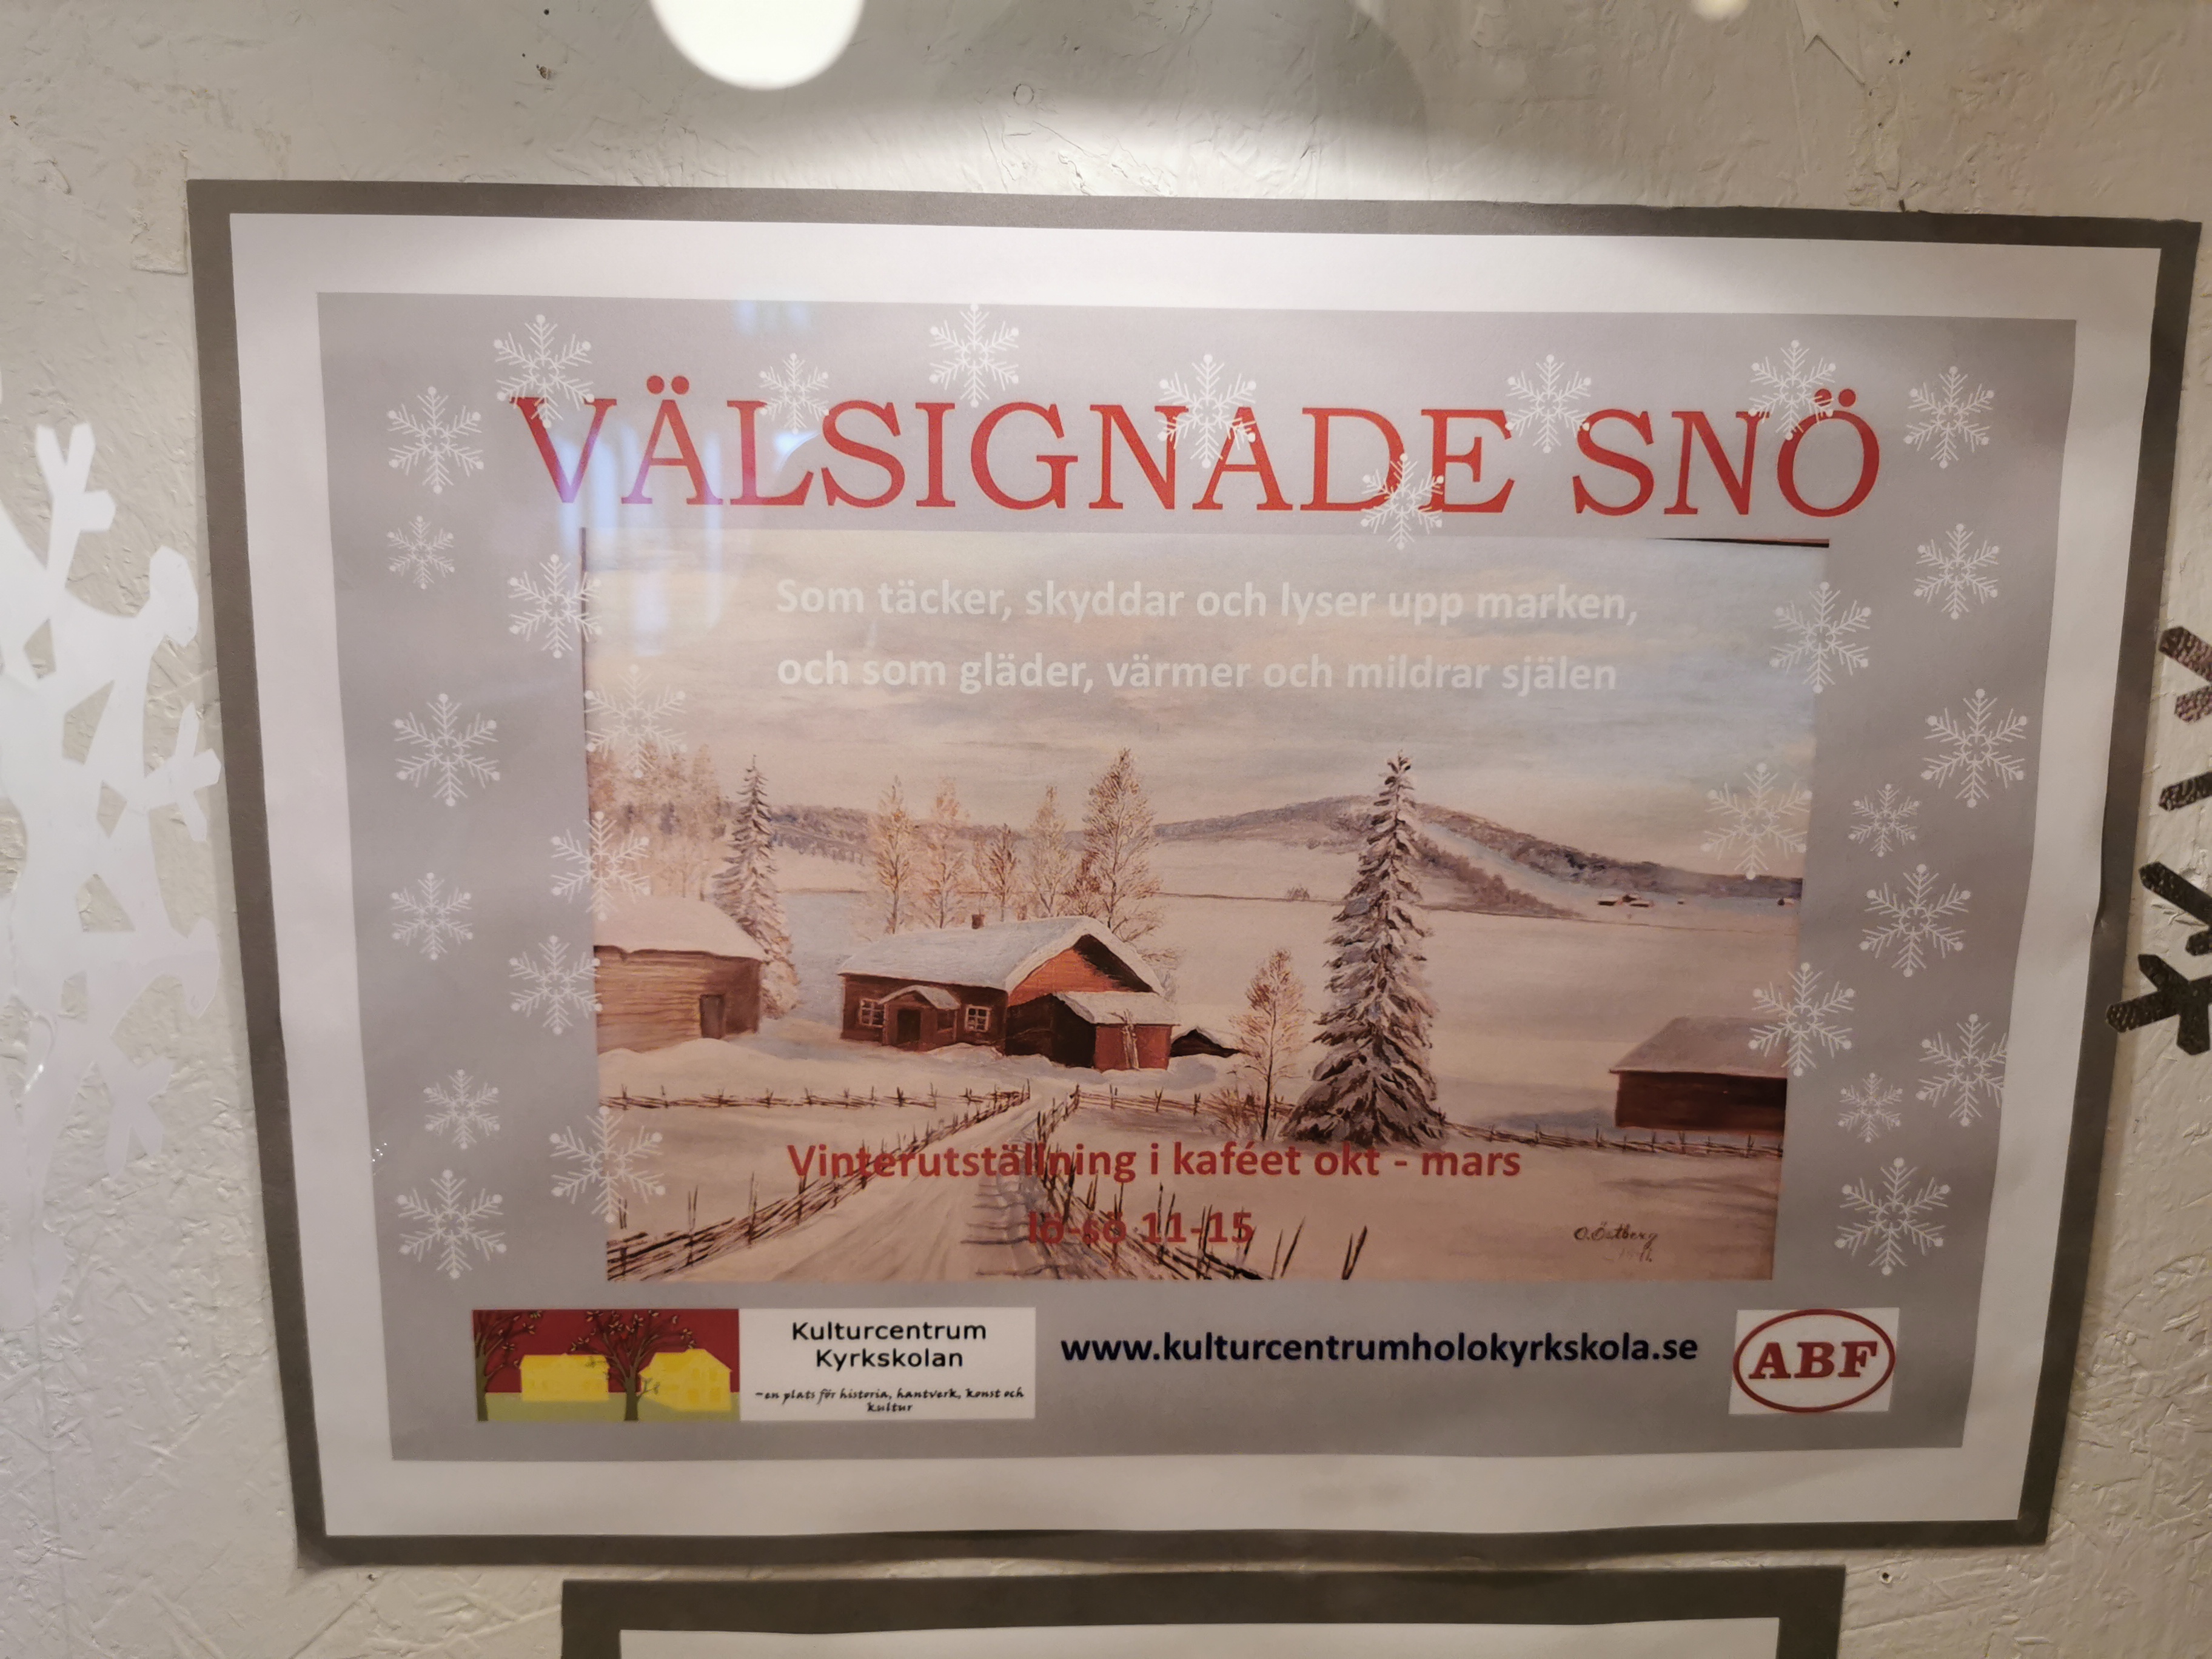 VÄLSIGNADE SNÖ
Som täcker, skyddar och lyser upp marken,
och som gläder, värmer och mildrar själen
Vinterutställning i kaféet okt - mars
lö-sö 11-15
O. Östberg
Kulturcentrum
Kyrkskolan
-en plats för historia, hantverk, konst och
kultur
www.kulturcentrumholokyrkskola.se
ABF